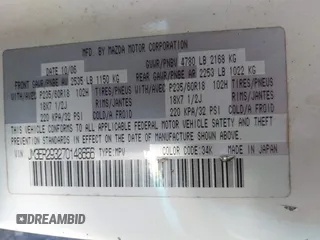 MFD. BY MAZDA MOTOR CORPORATION
DATE 10/06 GVWR/PNBV 4780 LB 2168 KG
FRONT GAWR/PNBE AV 2535 LB 1150 KG REAR GAWR/PNBE AR 2253 LB 1022 KG
WITH/AVEC P235/60R18 102H TIRES/PNEUS WITH/AVEC P235/60R18 102H TIRES/PNEUS
18X7 1/2J RIMS/JANTES 18X7 1/2J RIMS/JANTES
220 KPA/32 PSI COLD/A FROID 220 KPA/32 PSI COLD/A FROID
THIS VEHICLE CONFORMS TO ALL APPLICABLE FEDERAL MOTOR VEHICLE SAFETY AND
THEFT PREVENTION STANDARDS IN EFFECT ON THE DATE OF MANUFACTURE SHOWN ABOVE.
VIN: TYPE: MPV COLOR CODE: 34K MADE IN JAPAN
DEALERS BID.COM